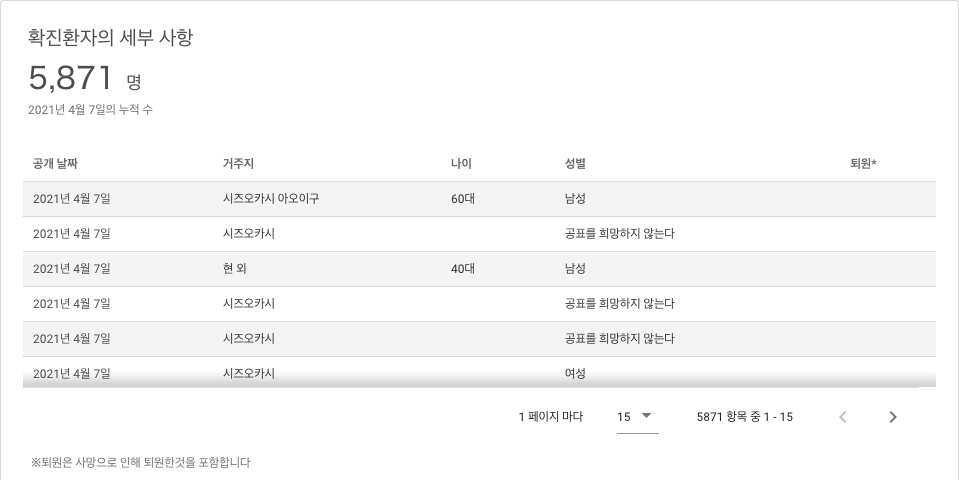 확진환자의 세부 사항
5,871 명
2021년 4월 7일의 누적 수
공개 날짜 거주지 나이 성별 퇴원*
2021년 4월 7일 시즈오카시 아오이구 60대 남성
2021년 4월 7일 시즈오카시 공표를 희망하지 않는다
2021년 4월 7일 현 외 40대 남성
2021년 4월 7일 시즈오카시 공표를 희망하지 않는다
2021년 4월 7일 시즈오카시 공표를 희망하지 않는다
2021년 4월 7일 시즈오카시 여성
1 페이지 마다 15 5871 항목 중 1 - 15
※퇴원은 사망으로 인해 퇴원한것을 포함합니다